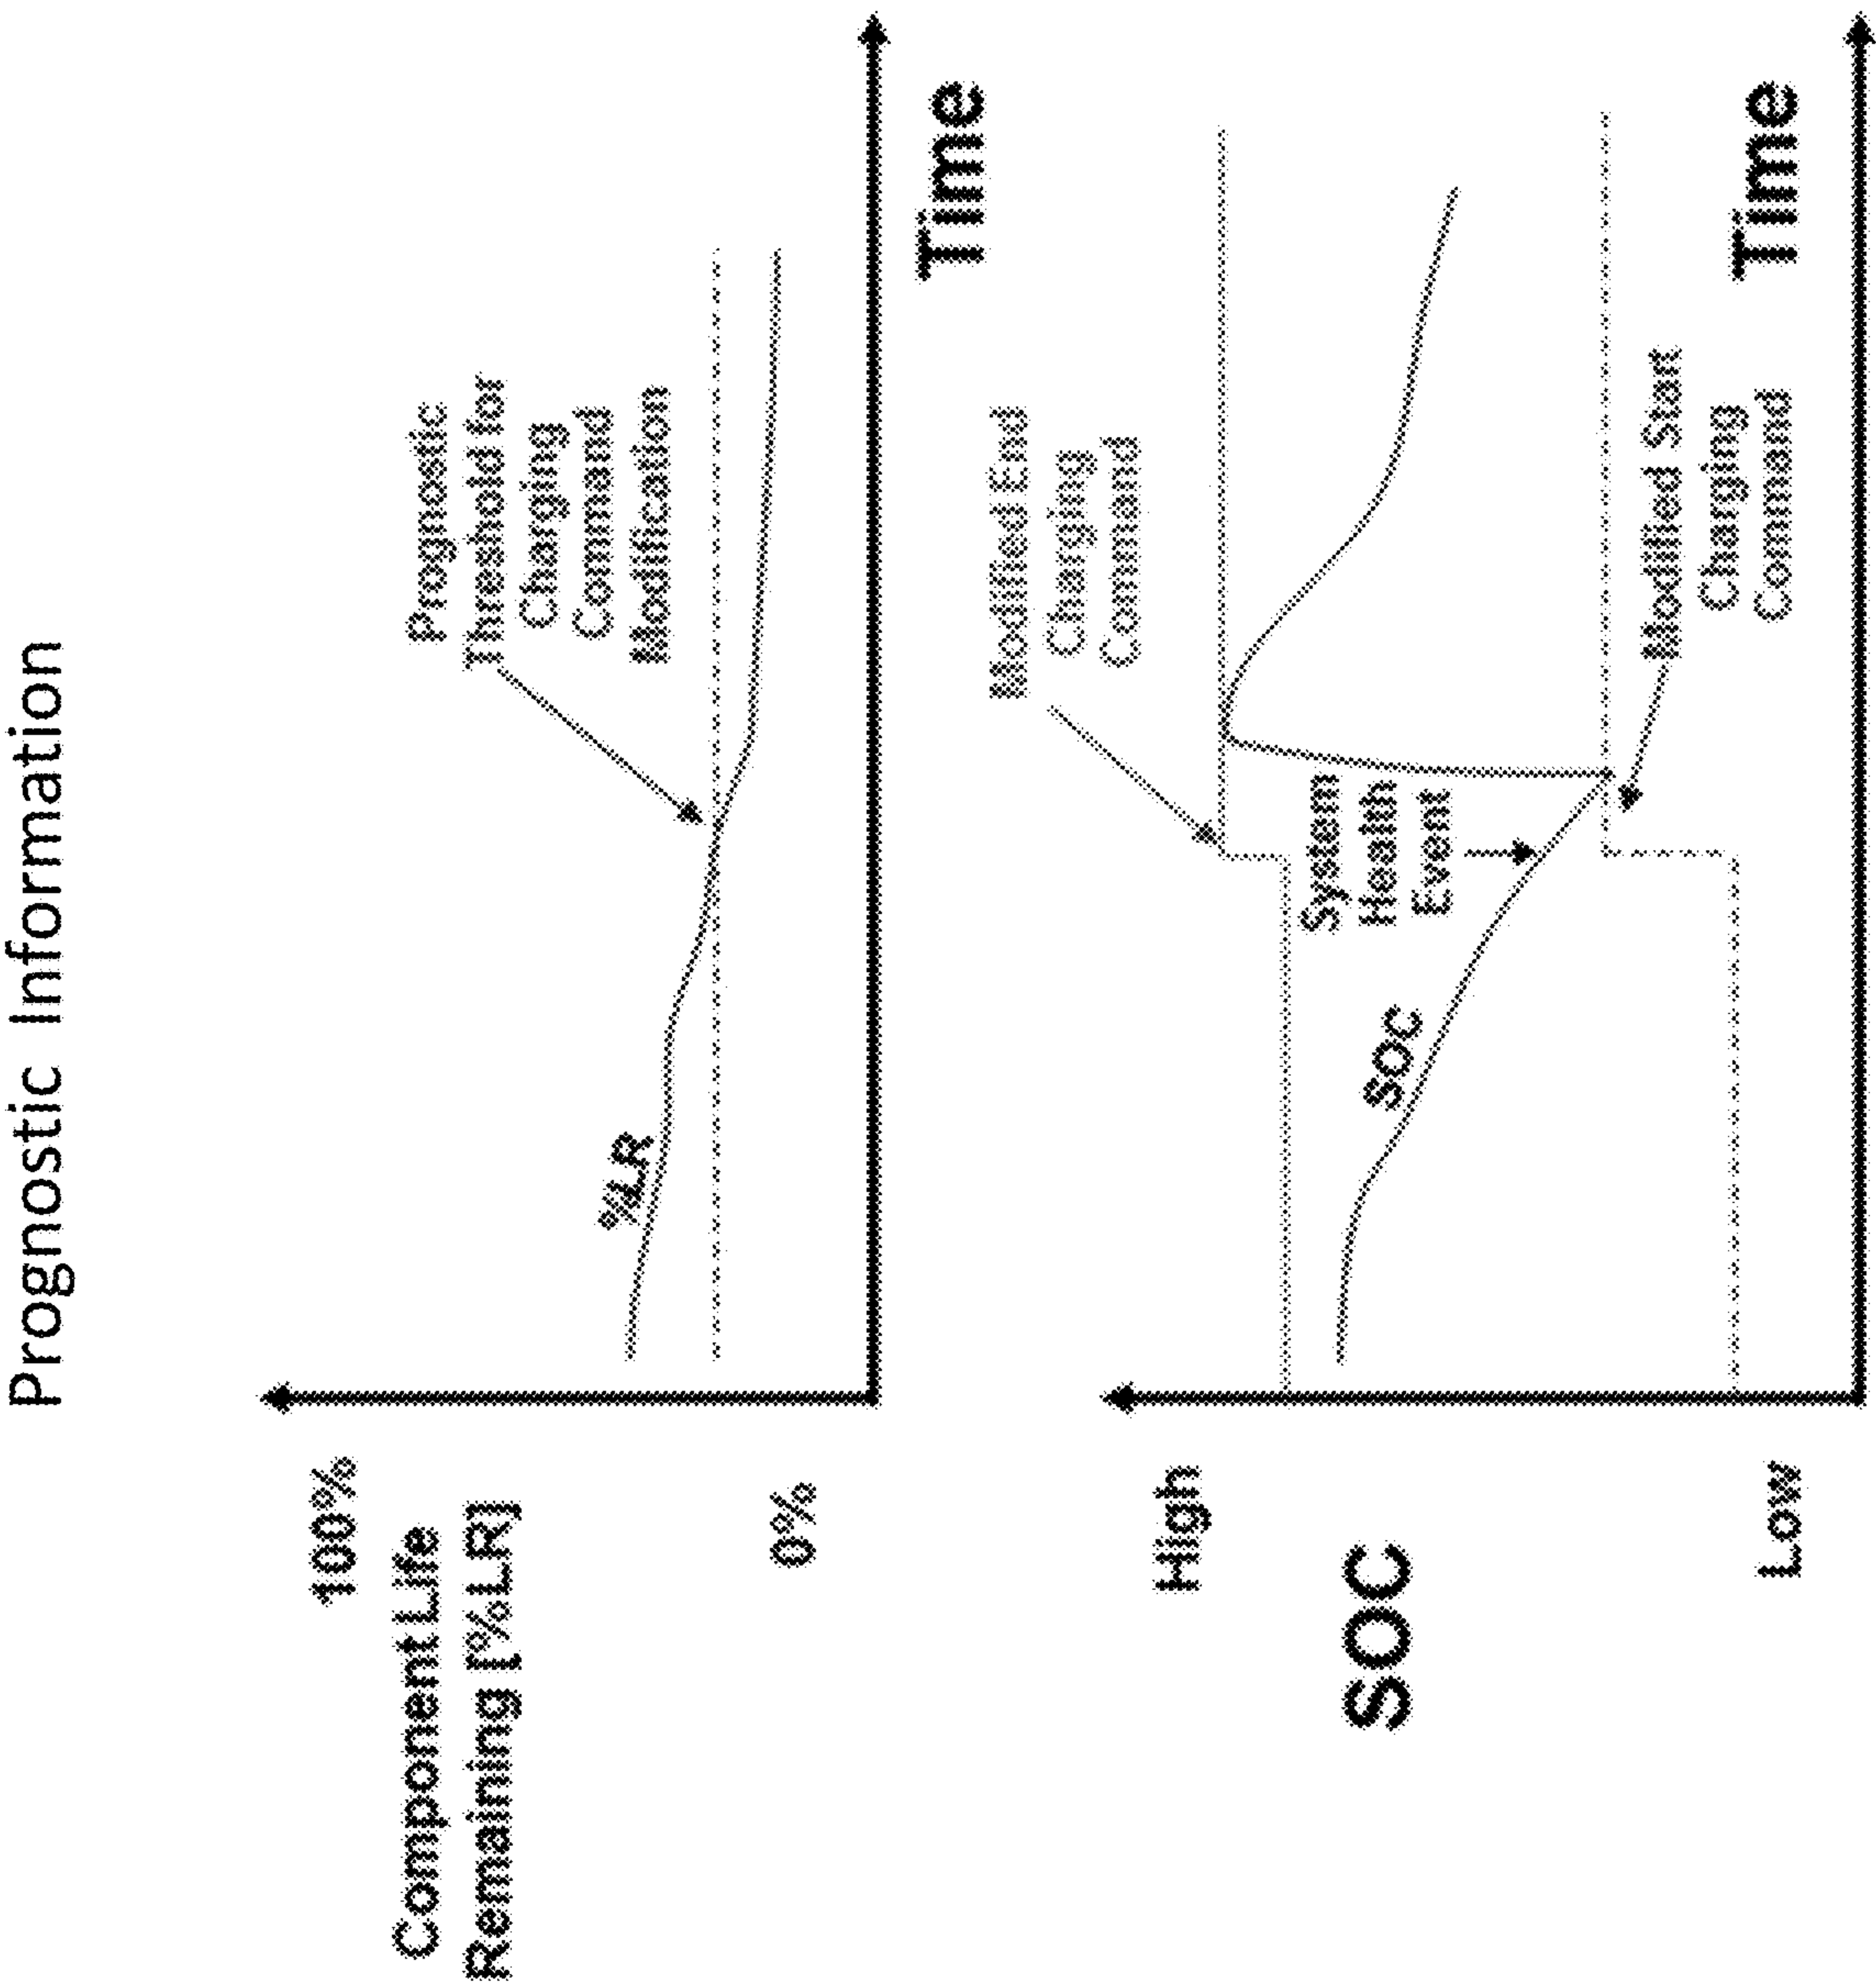 Prognostic Information
100%
Component Life
Remaining [%LR]
0%
%LR
Prognostic
Threshold for
Charging
Command
Modification
Time
High
SOC
Low
SOC
System
Health
Event
Modified End
Charging
Command
Modified Start
Charging
Command
Time